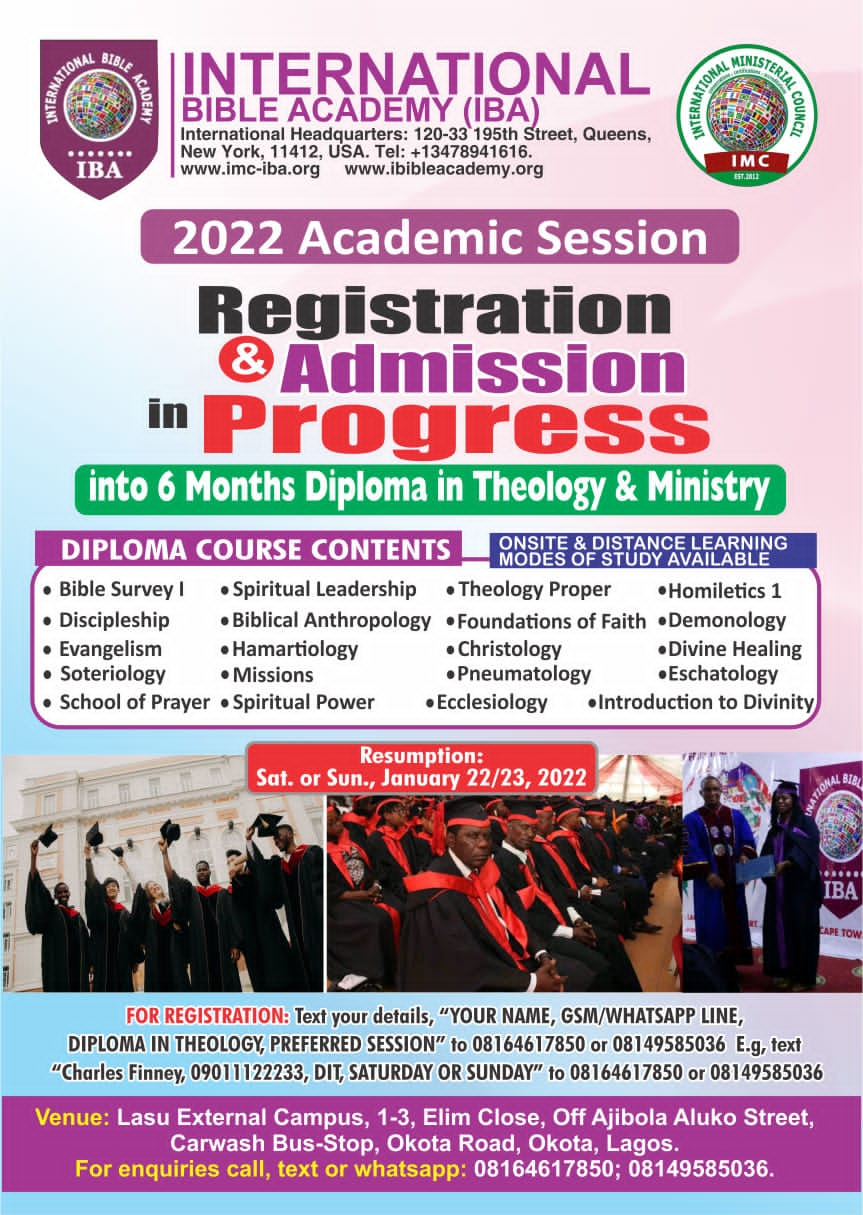 INTERNATIONAL BIBLE ACADEMY
IBA
INTERNATIONAL
BIBLE ACADEMY (IBA)
International Headquarters: 120-33 195th Street, Queens,
New York, 11412, USA. Tel: +13478941616.
www.imc-iba.org www.ibibleacademy.org
INTERNATIONAL MINISTERIAL COUNCIL
IMC
EST.2012
2022 Academic Session
Registration
& Admission
in Progress
into 6 Months Diploma in Theology & Ministry
DIPLOMA COURSE CONTENTS
ONSITE & DISTANCE LEARNING
MODES OF STUDY AVAILABLE
• Bible Survey I • Spiritual Leadership • Theology Proper • Homiletics 1
• Discipleship • Biblical Anthropology • Foundations of Faith • Demonology
• Evangelism • Hamartiology • Christology • Divine Healing
• Soteriology • Missions • Pneumatology • Eschatology
• School of Prayer • Spiritual Power • Ecclesiology • Introduction to Divinity
Resumption:
Sat. or Sun., January 22/23, 2022
IBA
CAPE TOW
FOR REGISTRATION: Text your details, “YOUR NAME, GSM/WHATSAPP LINE,
DIPLOMA IN THEOLOGY, PREFERRED SESSION” to 08164617850 or 08149585036 E.g, text
“Charles Finney, 09011122233, DIT, SATURDAY OR SUNDAY” to 08164617850 or 08149585036
Venue: Lasu External Campus, 1-3, Elim Close, Off Ajibola Aluko Street,
Carwash Bus-Stop, Okota Road, Okota, Lagos.
For enquiries call, text or whatsapp: 08164617850; 08149585036.